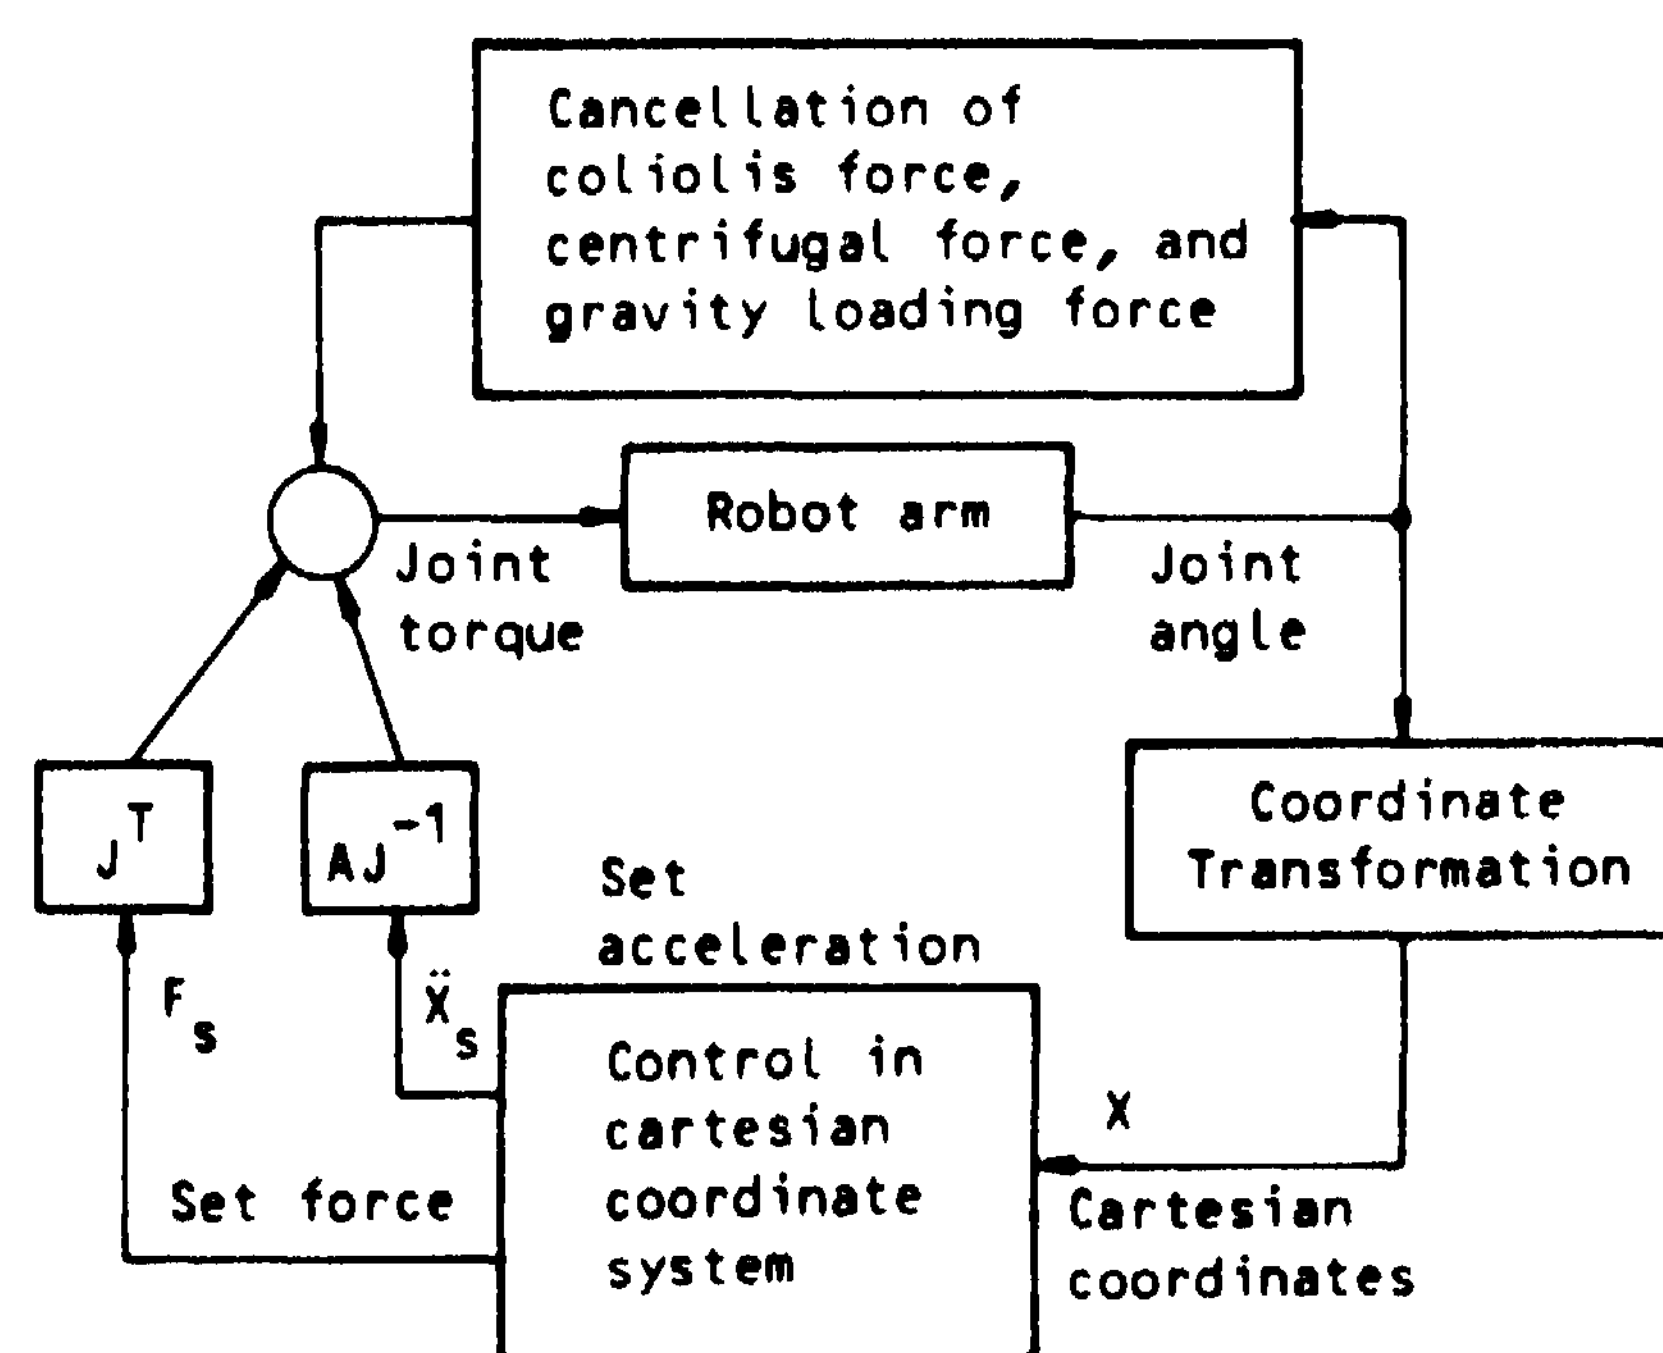 Cancellation of
coliolis force,
centrifugal force, and
gravity loading force
Robot arm
Joint
torque
Joint
angle
J^T
AJ^-1
Coordinate
Transformation
Set
acceleration
F_s
Ẍ_s
Control in
cartesian
coordinate
system
X
Set force
Cartesian
coordinates